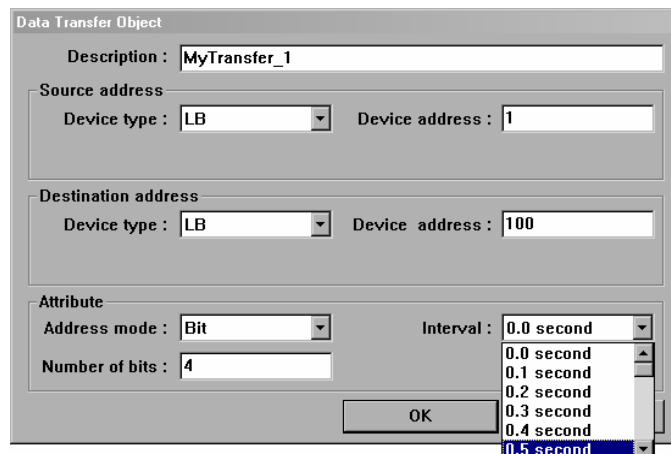 Data Transfer Object
Description : MyTransfer_1
Source address
Device type : LB Device address : 1
Destination address
Device type : LB Device address : 100
Attribute
Address mode : Bit Interval : 0.0 second
Number of bits : 4
0.0 second
0.1 second
0.2 second
0.3 second
0.4 second
0.5 second
OK